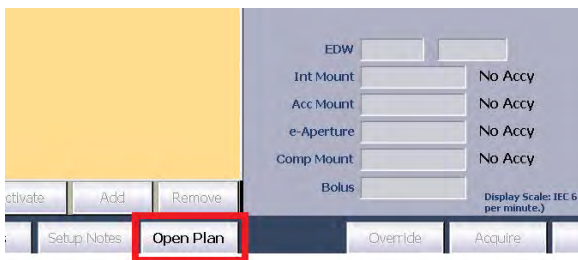 EDW
Int Mount No Accy
Acc Mount No Accy
e-Aperture No Accy
Comp Mount No Accy
Bolus
Display Scale: IEC 6
per minute.)
Add Remove
Setup Notes Open Plan Override Acquire